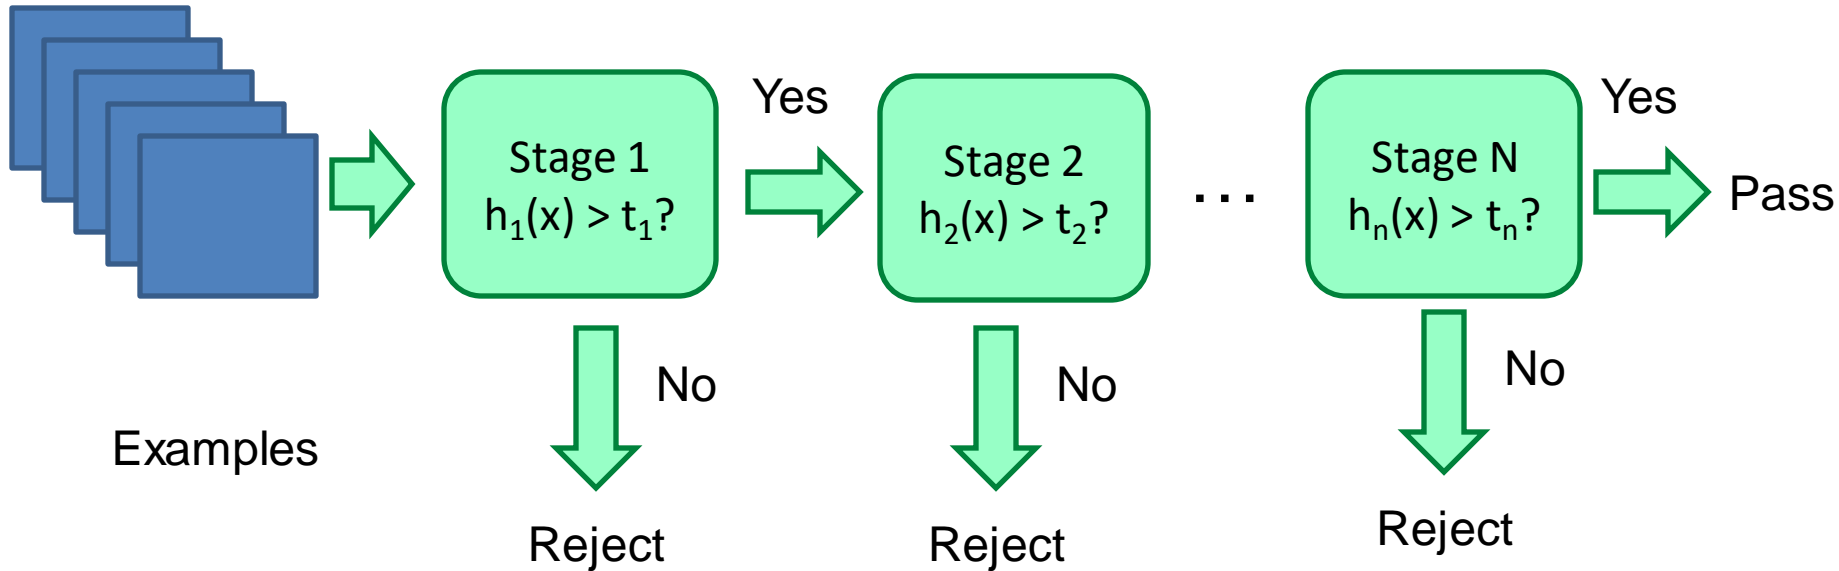 Examples
Stage 1
h₁(x) > t₁?
Yes
No
Reject
Stage 2
h₂(x) > t₂?
No
Reject
...
Stage N
hₙ(x) > tₙ?
Yes
Pass
No
Reject